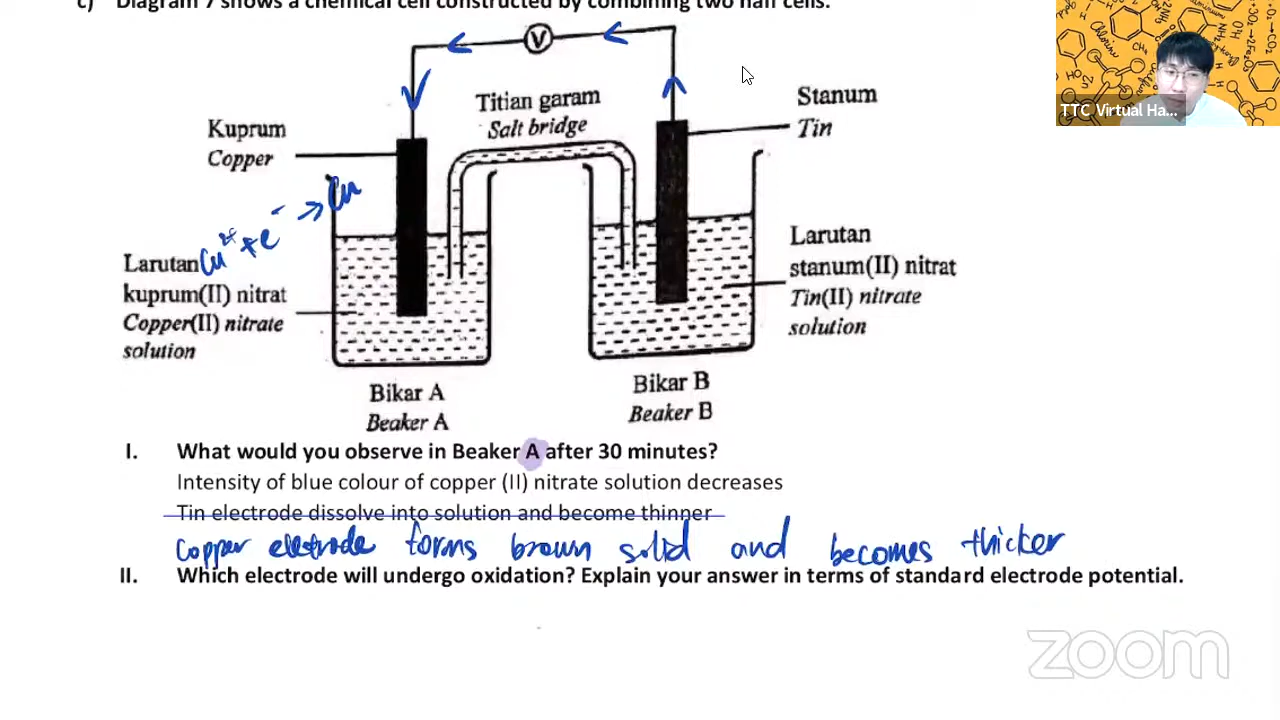 c) Diagram 7 shows a chemical cell constructed by combining two half cells.
V
Titian garam
Salt bridge
Stanum
Tin
Kuprum
Copper
Cu²⁺ + e⁻ → Cu
Larutan
kuprum(II) nitrat
Copper(II) nitrate
solution
Larutan
stanum(II) nitrat
Tin(II) nitrate
solution
Bikar A
Beaker A
Bikar B
Beaker B
I. What would you observe in Beaker A after 30 minutes?
Intensity of blue colour of copper (II) nitrate solution decreases
Tin electrode dissolve into solution and become thinner
Copper electrode forms brown solid and becomes thicker
II. Which electrode will undergo oxidation? Explain your answer in terms of standard electrode potential.
TTC Virtual Ha...
zoom